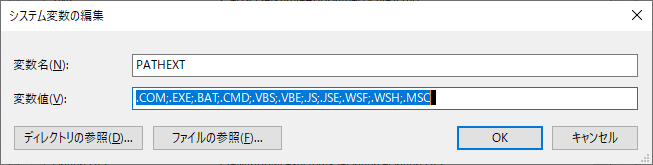 システム変数の編集
変数名(N):
PATHEXT
変数値(V):
.COM;.EXE;.BAT;.CMD;.VBS;.VBE;.JS;.JSE;.WSF;.WSH;.MSC
ディレクトリの参照(D)...
ファイルの参照(F)...
OK
キャンセル